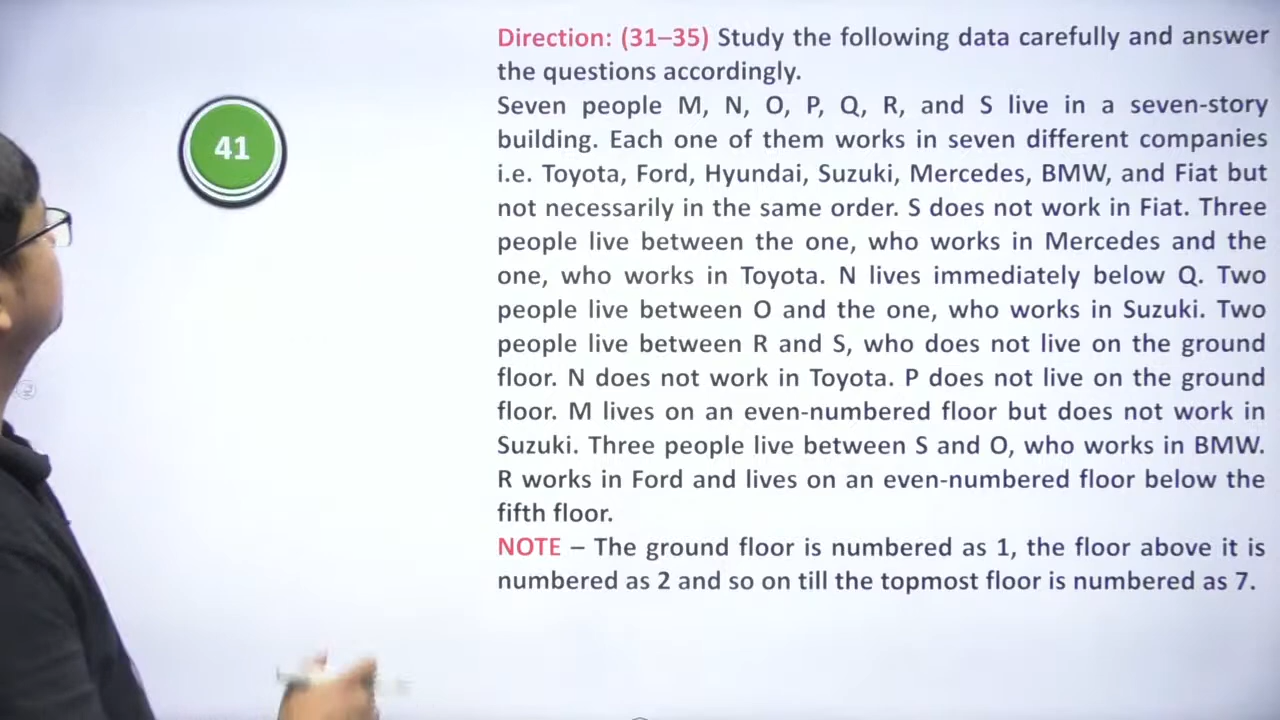 41
Direction: (31–35) Study the following data carefully and answer
the questions accordingly.
Seven people M, N, O, P, Q, R, and S live in a seven-story
building. Each one of them works in seven different companies
i.e. Toyota, Ford, Hyundai, Suzuki, Mercedes, BMW, and Fiat but
not necessarily in the same order. S does not work in Fiat. Three
people live between the one, who works in Mercedes and the
one, who works in Toyota. N lives immediately below Q. Two
people live between O and the one, who works in Suzuki. Two
people live between R and S, who does not live on the ground
floor. N does not work in Toyota. P does not live on the ground
floor. M lives on an even-numbered floor but does not work in
Suzuki. Three people live between S and O, who works in BMW.
R works in Ford and lives on an even-numbered floor below the
fifth floor.
NOTE – The ground floor is numbered as 1, the floor above it is
numbered as 2 and so on till the topmost floor is numbered as 7.